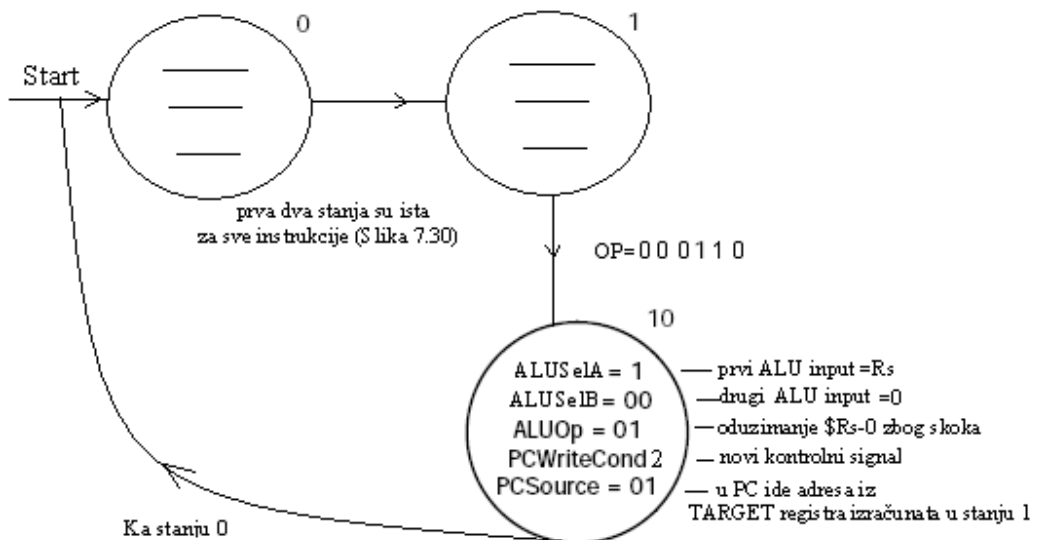 0
1
Start
prva dva stanja su ista
za sve instrukcije (Slika 7.30)
OP=0 0 0 1 1 0
10
ALUSelA = 1
prvi ALU input =Rs
ALUSelB = 00
drugi ALU input =0
ALUOp = 01
oduzimanje $Rs-0 zbog skoka
PCWriteCond 2
novi kontrolni signal
PCSource = 01
u PC ide adresa iz
TARGET registra izračunata u stanju 1
Ka stanju 0